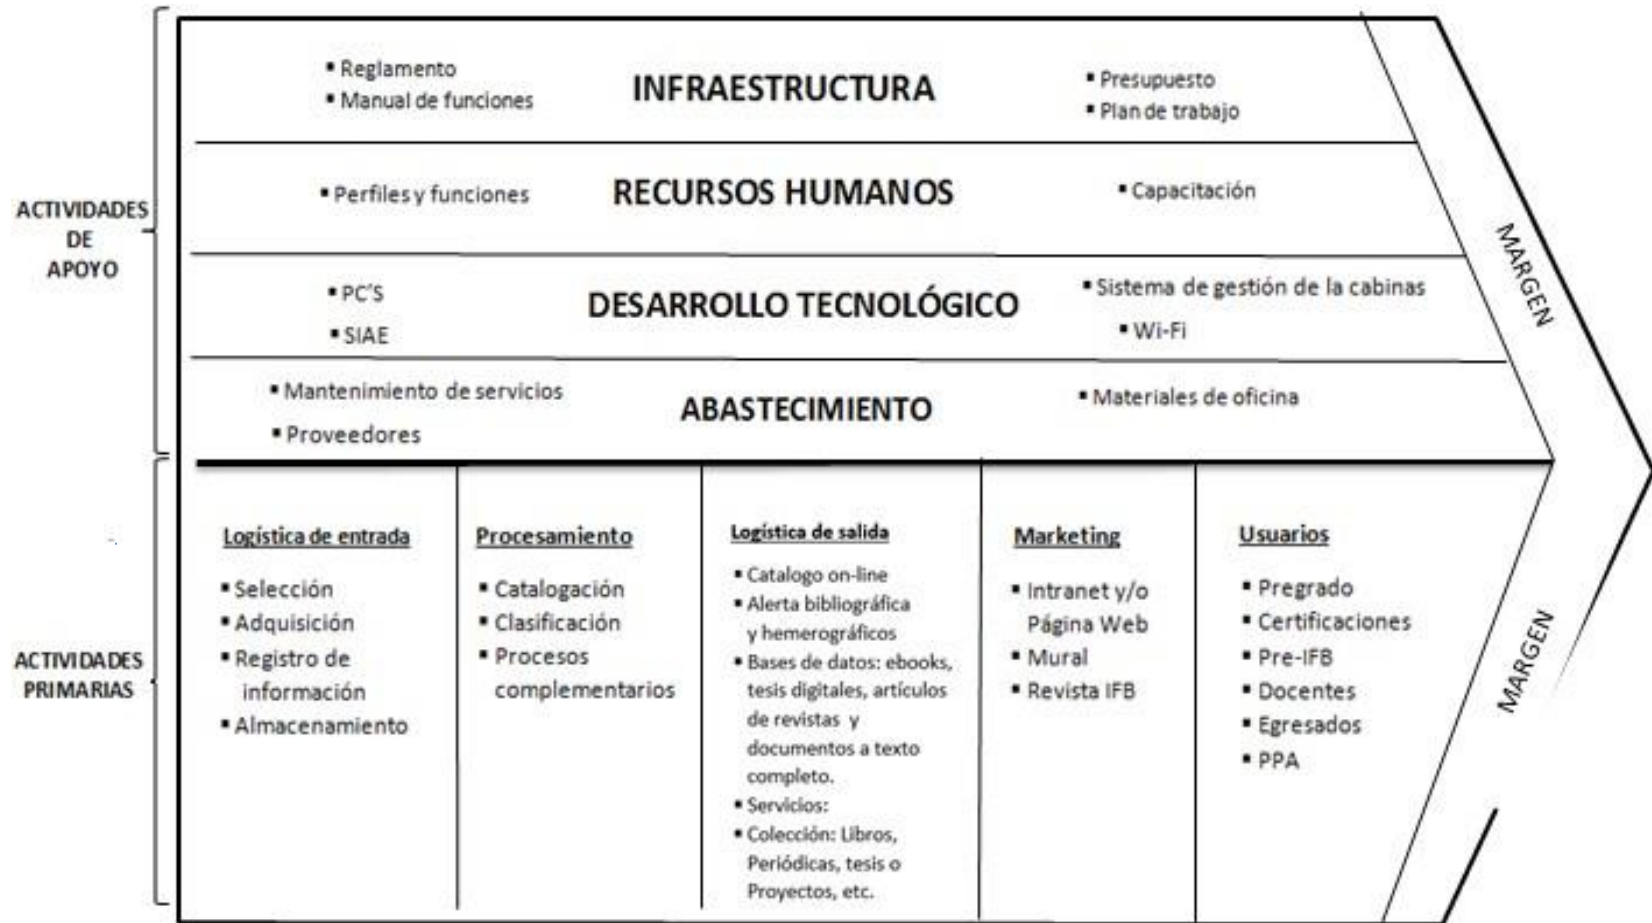 ACTIVIDADES
DE
APOYO
▪ Reglamento
▪ Manual de funciones
INFRAESTRUCTURA
▪ Presupuesto
▪ Plan de trabajo
▪ Perfiles y funciones
RECURSOS HUMANOS
▪ Capacitación
▪ PC'S
▪ SIAE
DESARROLLO TECNOLÓGICO
▪ Sistema de gestión de la cabinas
▪ Wi-Fi
▪ Mantenimiento de servicios
▪ Proveedores
ABASTECIMIENTO
▪ Materiales de oficina
MARGEN
ACTIVIDADES
PRIMARIAS
Logística de entrada
▪ Selección
▪ Adquisición
▪ Registro de
información
▪ Almacenamiento
Procesamiento
▪ Catalogación
▪ Clasificación
▪ Procesos
complementarios
Logística de salida
▪ Catalogo on-line
▪ Alerta bibliográfica
y hemerográficos
▪ Bases de datos: ebooks,
tesis digitales, artículos
de revistas y
documentos a texto
completo.
▪ Servicios:
▪ Colección: Libros,
Periódicas, tesis o
Proyectos, etc.
Marketing
▪ Intranet y/o
Página Web
▪ Mural
▪ Revista IFB
Usuarios
▪ Pregrado
▪ Certificaciones
▪ Pre-IFB
▪ Docentes
▪ Egresados
▪ PPA
MARGEN